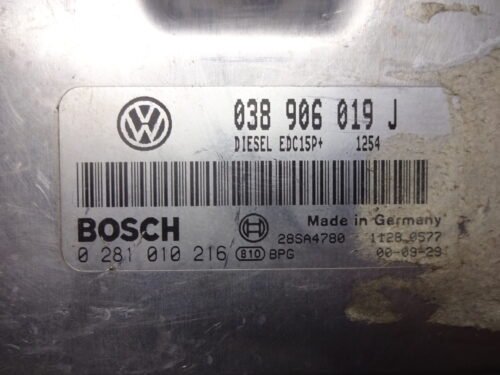 038 906 019 J
DIESEL EDC15P+ 1254
BOSCH
Made in Germany
28SA4780 1128 0577
0 281 010 216 810 BPG 00-09-29